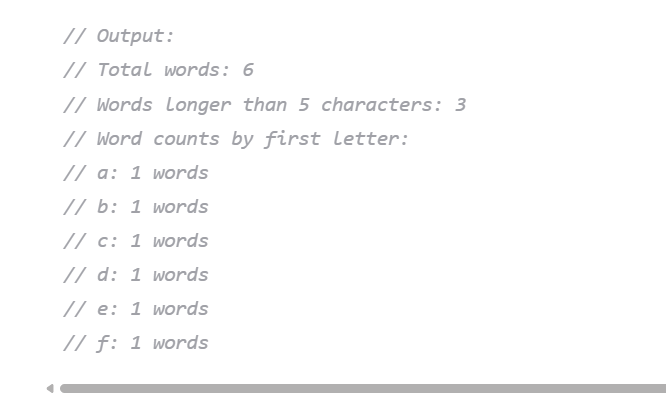 // Output:
// Total words: 6
// Words longer than 5 characters: 3
// Word counts by first letter:
// a: 1 words
// b: 1 words
// c: 1 words
// d: 1 words
// e: 1 words
// f: 1 words